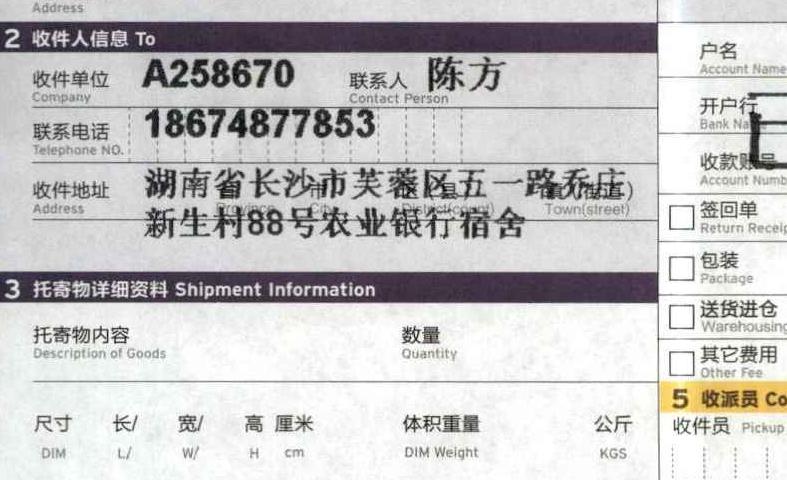 Address
2 收件人信息 To
收件单位 A258670 联系人 陈方
Company Contact Person
联系电话 18674877853
Telephone NO.
收件地址 湖南省长沙市芙蓉区五一路乔庄
Address Province City District(count) Town(street)
新生村88号农业银行宿舍
3 托寄物详细资料 Shipment Information
托寄物内容 数量
Description of Goods Quantity
尺寸 长/ 宽/ 高 厘米 体积重量 公斤
DIM L/ W/ H cm DIM Weight KGS
户名
Account Name
开户行
Bank Name
收款账号
Account Numb
签回单
Return Receip
包装
Package
送货进仓
Warehousing
其它费用
Other Fee
5 收派员 Co
收件员 Pickup